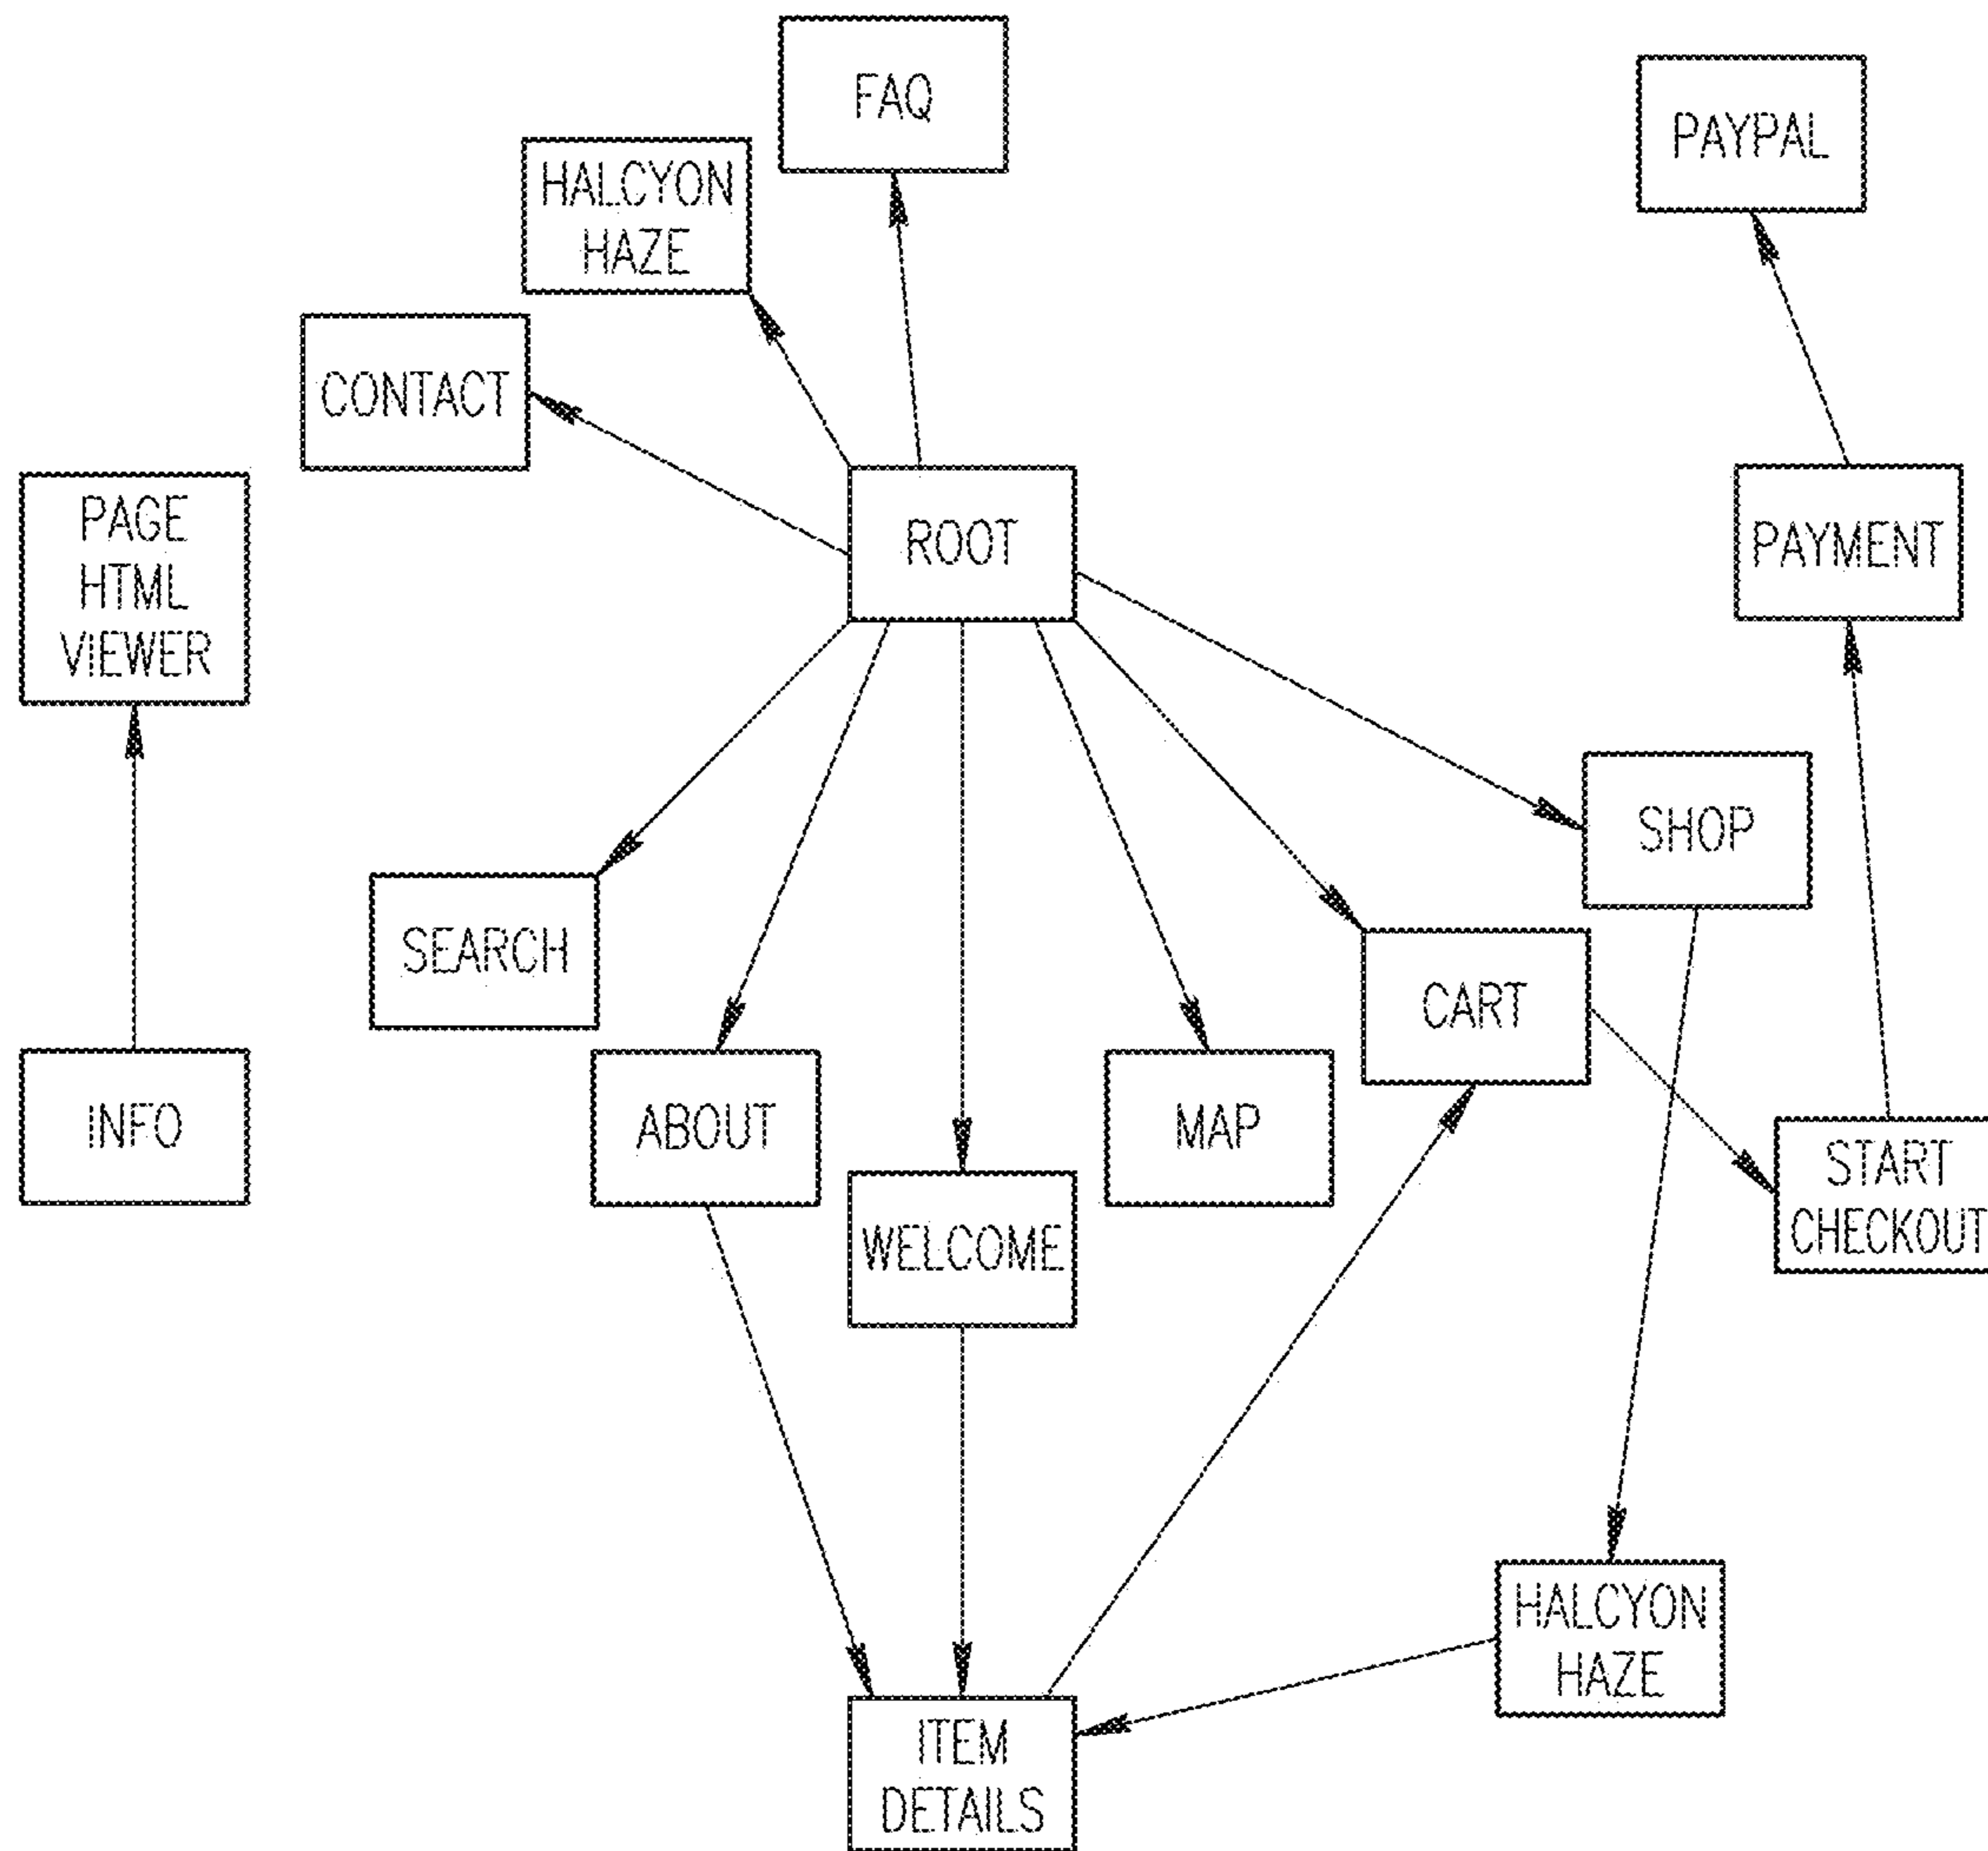 FAQ
PAYPAL
HALCYON
HAZE
CONTACT
PAGE
HTML
VIEWER
ROOT
PAYMENT
SHOP
SEARCH
CART
INFO
ABOUT
MAP
START
CHECKOUT
WELCOME
HALCYON
HAZE
ITEM
DETAILS